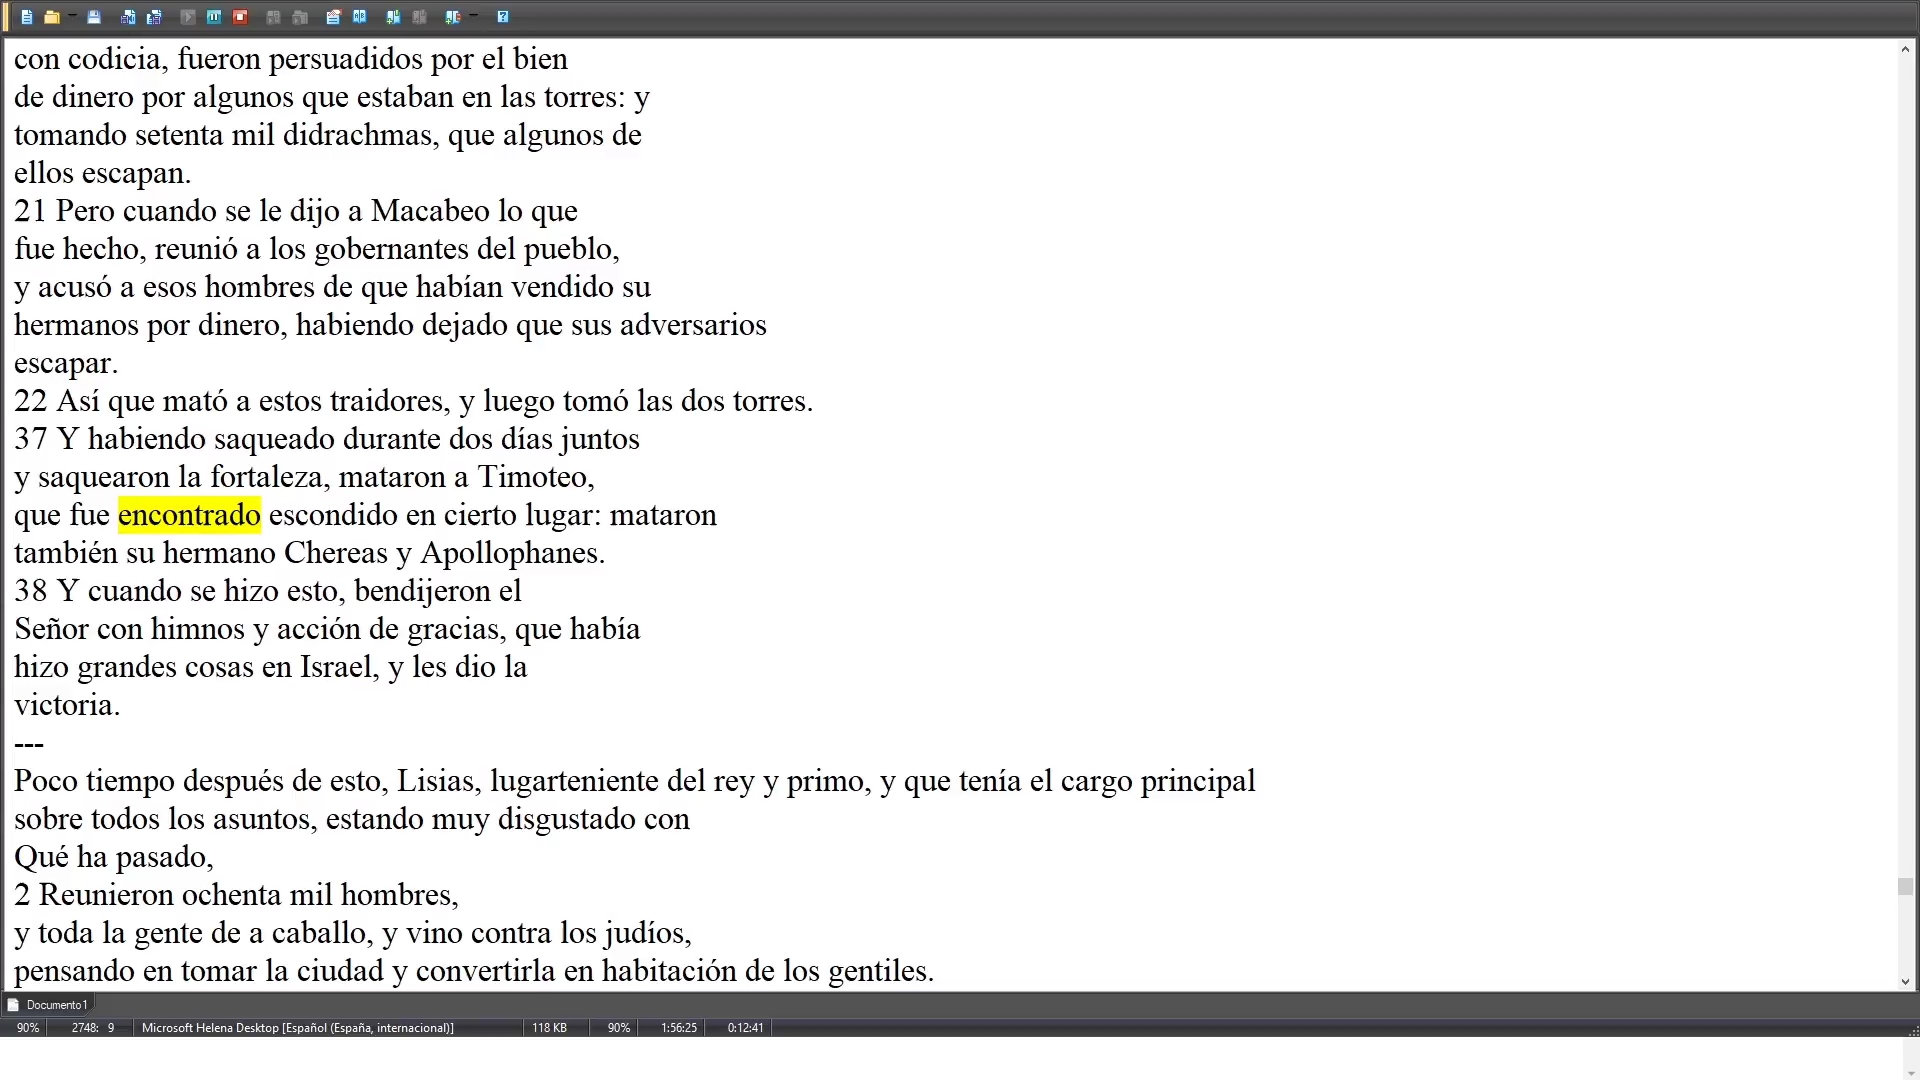 con codicia, fueron persuadidos por el bien
de dinero por algunos que estaban en las torres: y
tomando setenta mil didrachmas, que algunos de
ellos escapan.
21 Pero cuando se le dijo a Macabeo lo que
fue hecho, reunió a los gobernantes del pueblo,
y acusó a esos hombres de que habían vendido su
hermanos por dinero, habiendo dejado que sus adversarios
escapar.
22 Así que mató a estos traidores, y luego tomó las dos torres.
37 Y habiendo saqueado durante dos días juntos
y saquearon la fortaleza, mataron a Timoteo,
que fue encontrado escondido en cierto lugar: mataron
también su hermano Chereas y Apollophanes.
38 Y cuando se hizo esto, bendijeron el
Señor con himnos y acción de gracias, que había
hizo grandes cosas en Israel, y les dio la
victoria.
---
Poco tiempo después de esto, Lisias, lugarteniente del rey y primo, y que tenía el cargo principal
sobre todos los asuntos, estando muy disgustado con
Qué ha pasado,
2 Reunieron ochenta mil hombres,
y toda la gente de a caballo, y vino contra los judíos,
pensando en tomar la ciudad y convertirla en habitación de los gentiles.
Documento1
90% 2748: 9 Microsoft Helena Desktop [Español (España, internacional)] 118 KB 90% 1:56:25 0:12:41